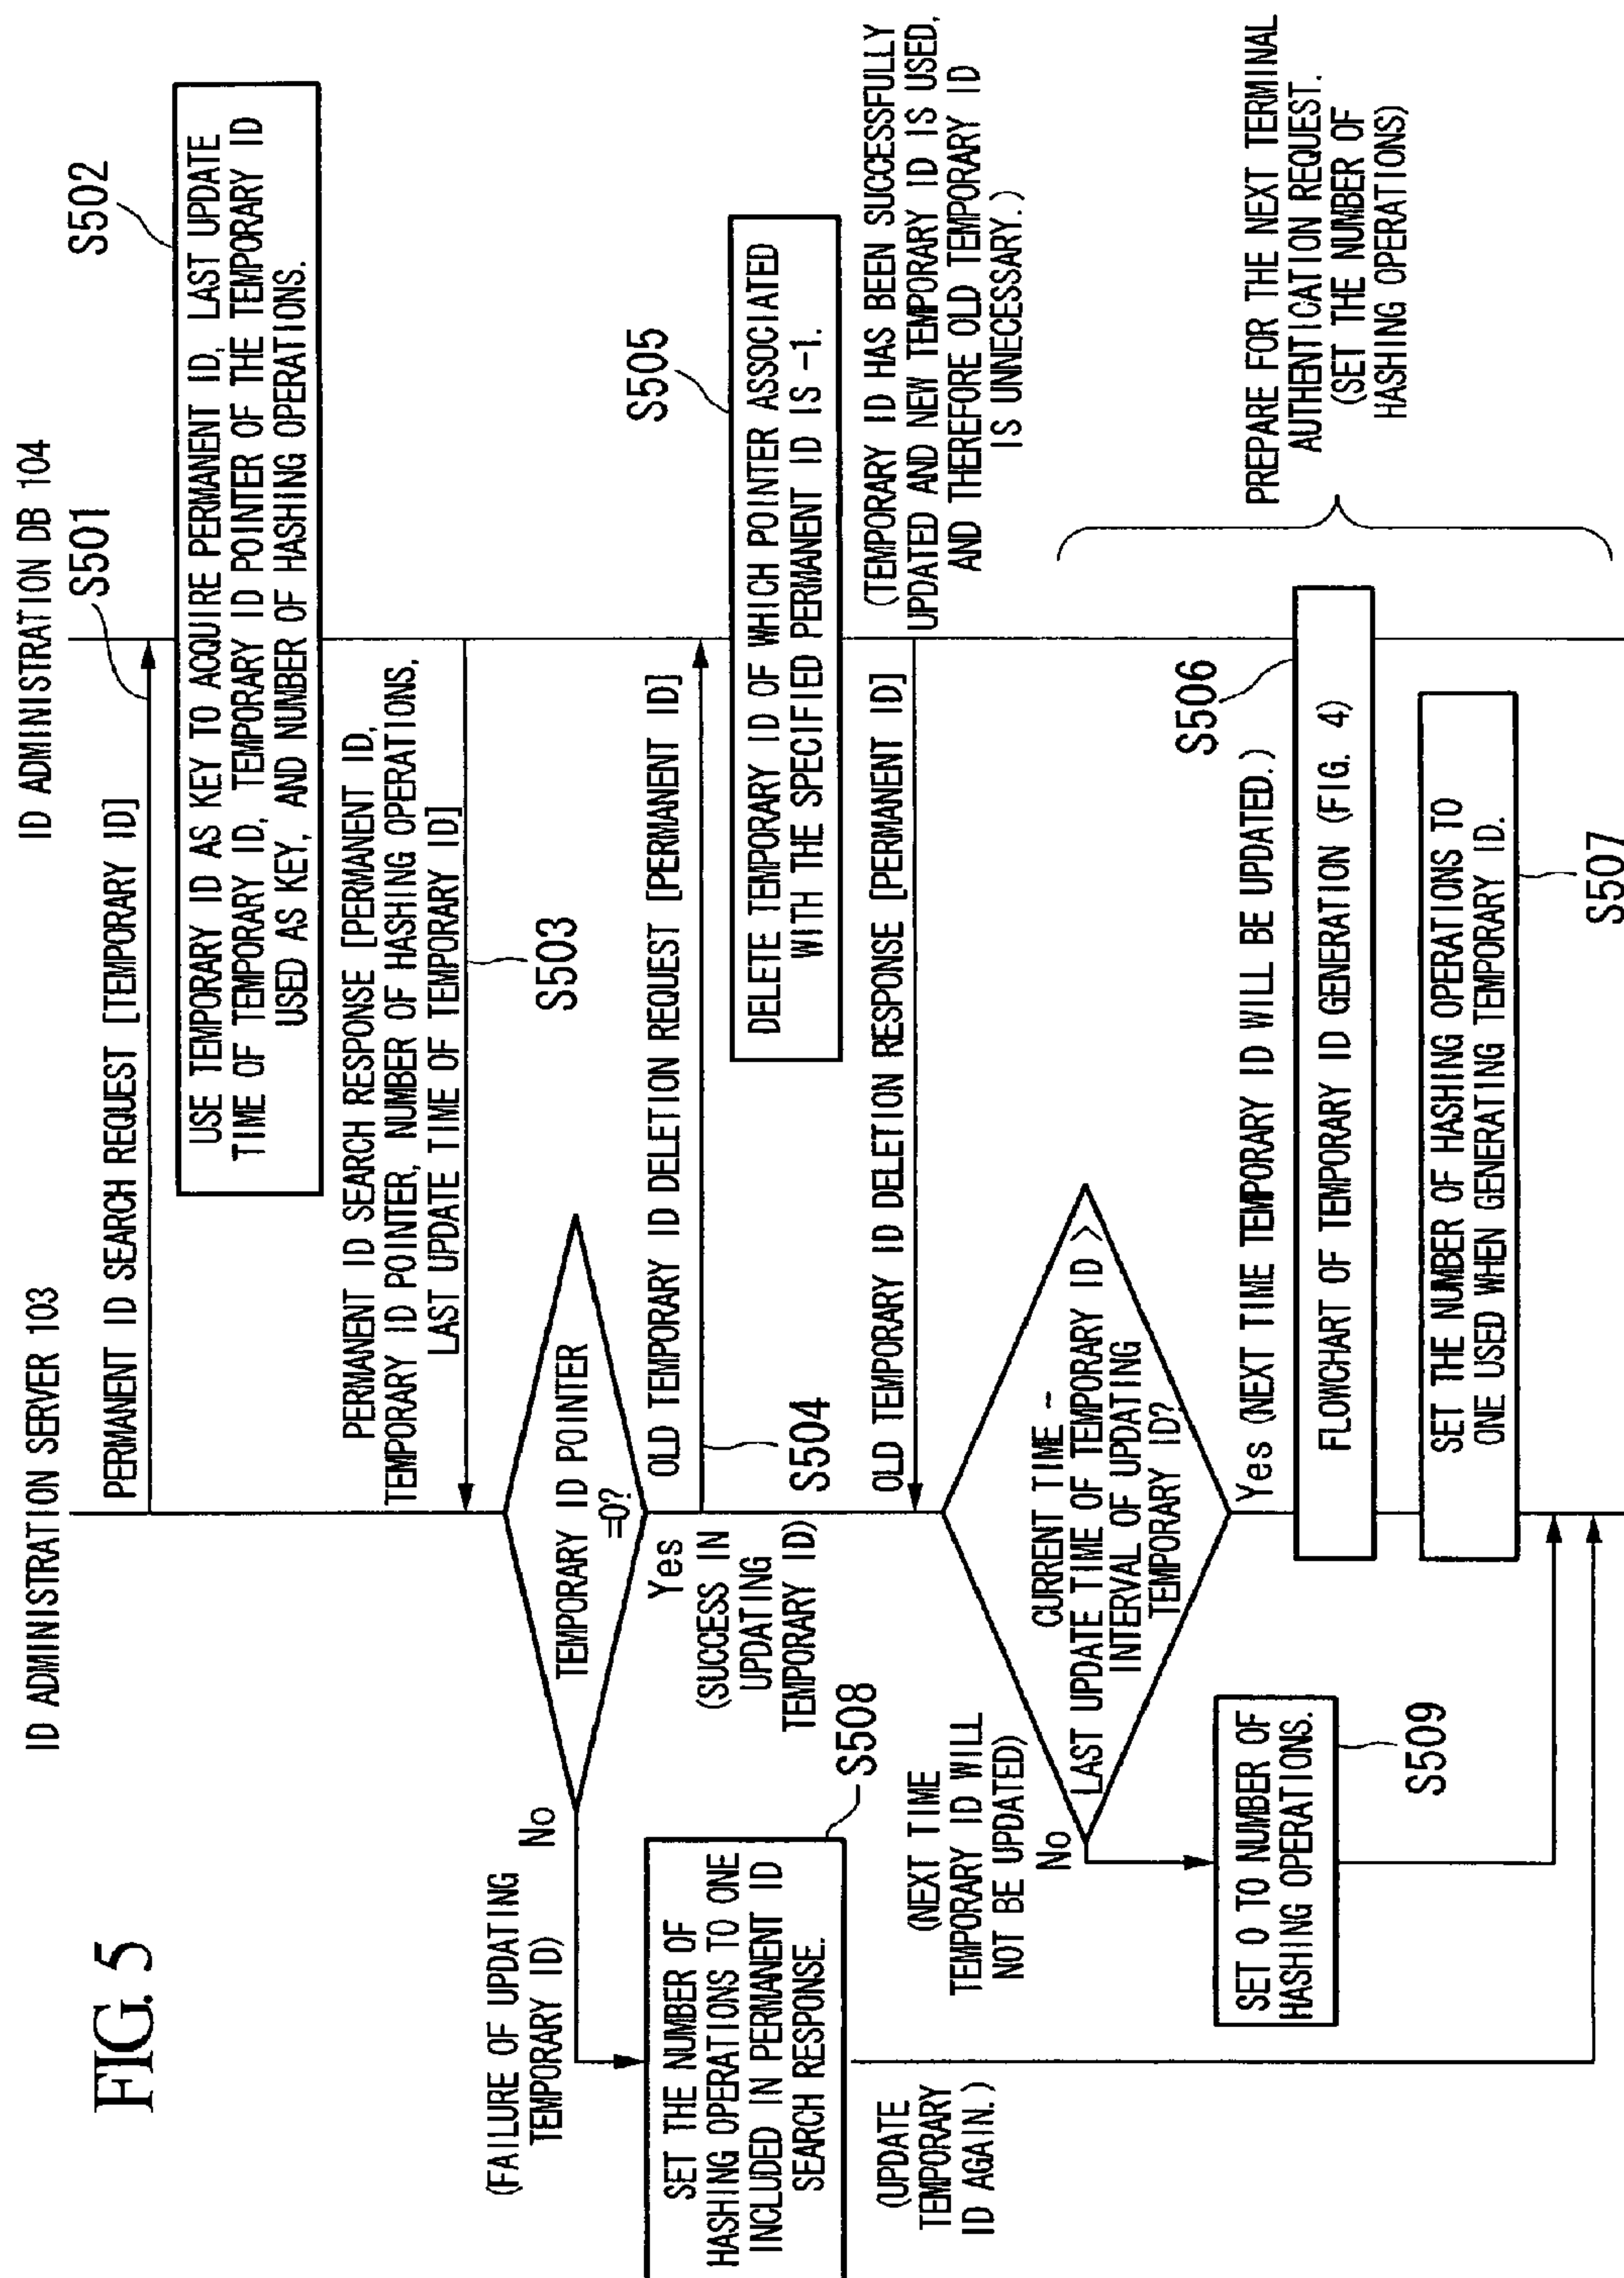 FIG. 5
ID ADMINISTRATION SERVER 103
ID ADMINISTRATION DB 104
PERMANENT ID SEARCH REQUEST [TEMPORARY ID]
S501
S502
USE TEMPORARY ID AS KEY TO ACQUIRE PERMANENT ID, LAST UPDATE
TIME OF TEMPORARY ID, TEMPORARY ID POINTER OF THE TEMPORARY ID
USED AS KEY, AND NUMBER OF HASHING OPERATIONS.
PERMANENT ID SEARCH RESPONSE [PERMANENT ID,
TEMPORARY ID POINTER, NUMBER OF HASHING OPERATIONS,
LAST UPDATE TIME OF TEMPORARY ID]
S503
TEMPORARY ID POINTER
=0?
No
(FAILURE OF UPDATING
TEMPORARY ID)
Yes
(SUCCESS IN
UPDATING
TEMPORARY ID)
SET THE NUMBER OF
HASHING OPERATIONS TO ONE
INCLUDED IN PERMANENT ID
SEARCH RESPONSE.
S508
(UPDATE
TEMPORARY
ID AGAIN.)
OLD TEMPORARY ID DELETION REQUEST [PERMANENT ID]
S504
S505
DELETE TEMPORARY ID OF WHICH POINTER ASSOCIATED
WITH THE SPECIFIED PERMANENT ID IS -1.
OLD TEMPORARY ID DELETION RESPONSE [PERMANENT ID]
(TEMPORARY ID HAS BEEN SUCCESSFULLY
UPDATED AND NEW TEMPORARY ID IS USED,
AND THEREFORE OLD TEMPORARY ID
IS UNNECESSARY.)
CURRENT TIME -
LAST UPDATE TIME OF TEMPORARY ID >
INTERVAL OF UPDATING
TEMPORARY ID?
(NEXT TIME
TEMPORARY ID WILL
NOT BE UPDATED)
No
SET 0 TO NUMBER OF
HASHING OPERATIONS.
S509
Yes (NEXT TIME TEMPORARY ID WILL BE UPDATED.)
S506
FLOWCHART OF TEMPORARY ID GENERATION (FIG. 4)
SET THE NUMBER OF HASHING OPERATIONS TO
ONE USED WHEN GENERATING TEMPORARY ID.
S507
PREPARE FOR THE NEXT TERMINAL
AUTHENTICATION REQUEST.
(SET THE NUMBER OF
HASHING OPERATIONS)